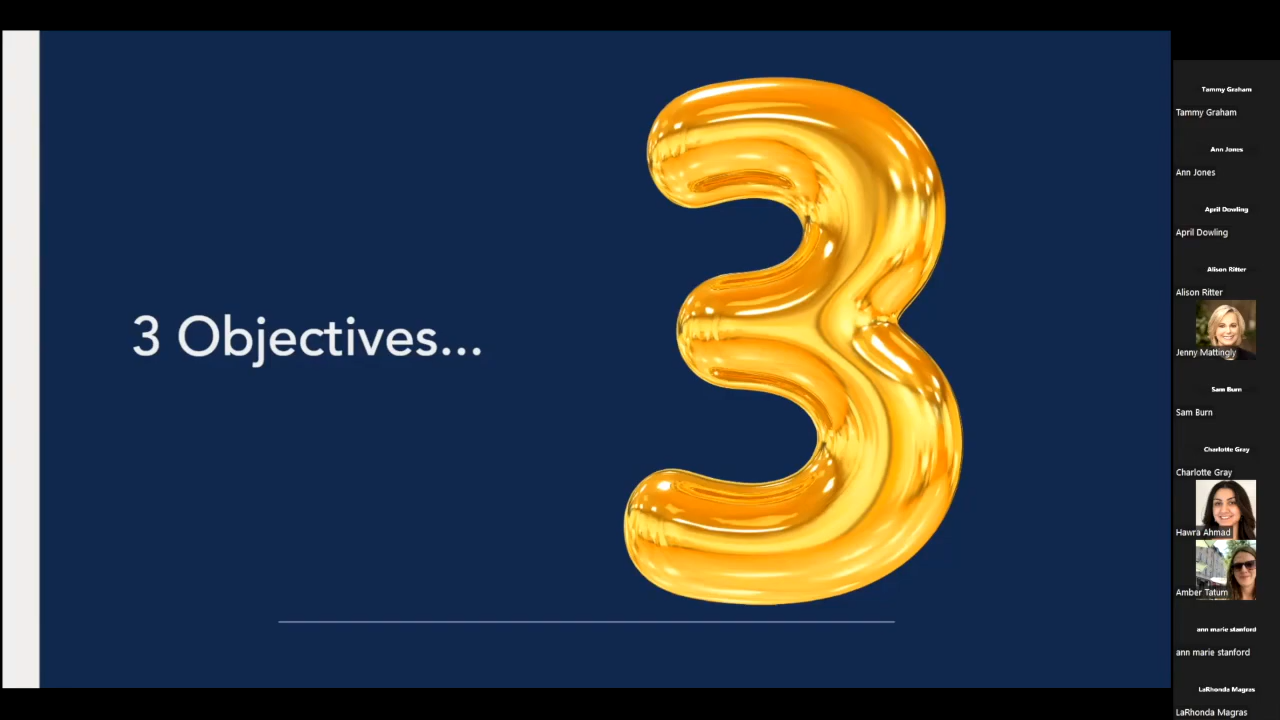 3 Objectives...
Tammy Graham
Tammy Graham
Ann Jones
Ann Jones
April Dowling
April Dowling
Alison Ritter
Alison Ritter
Jenny Mattingly
Sam Burn
Sam Burn
Charlotte Gray
Charlotte Gray
Hawra Ahmad
Amber Tatum
ann marie stanford
ann marie stanford
LaRhonda Magras
LaRhonda Magras